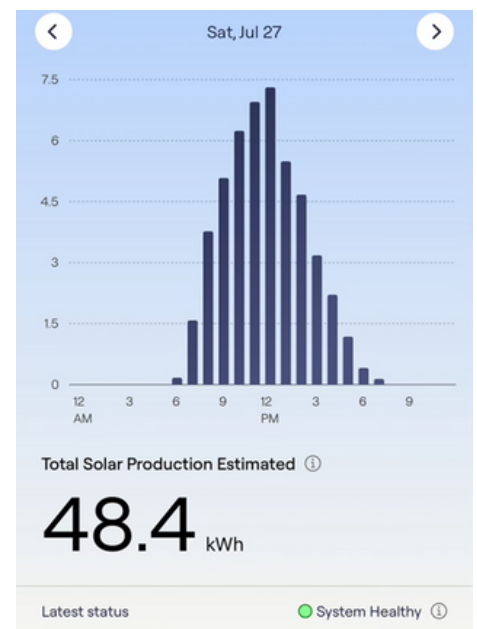 Sat, Jul 27
7.5
6
4.5
3
1.5
0
12 3 6 9 12 3 6 9
AM PM
Total Solar Production Estimated
48.4 kWh
Latest status System Healthy